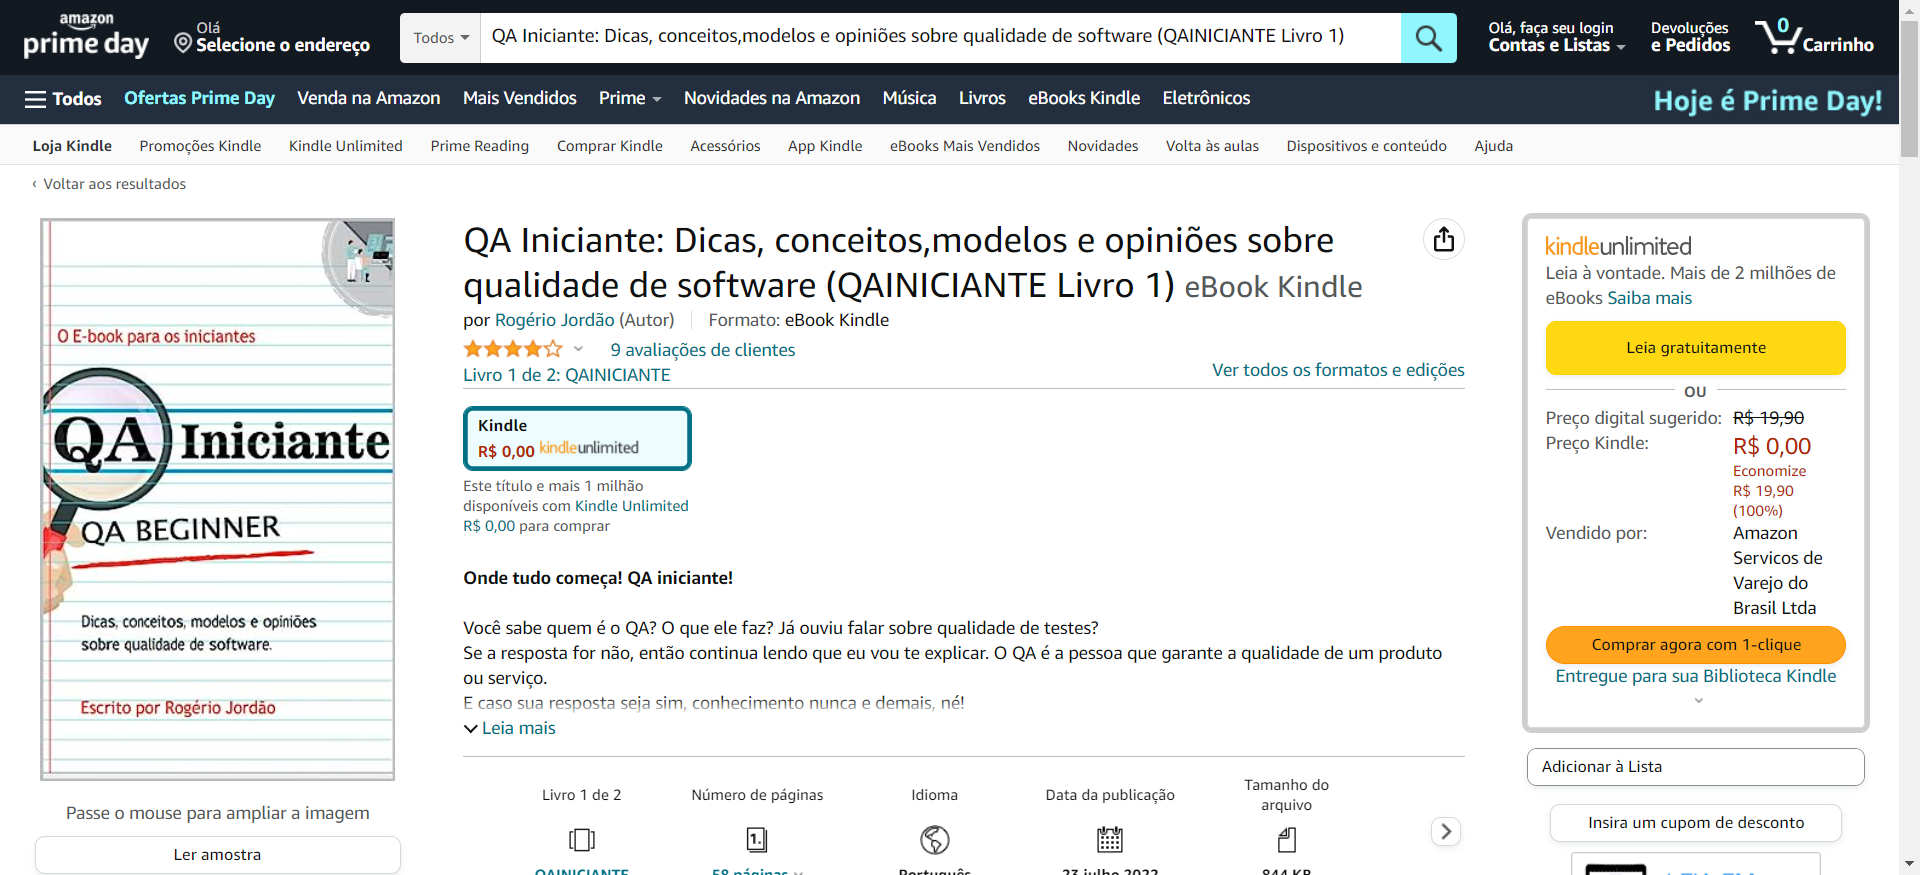 amazon
prime day
Olá
Selecione o endereço
Todos
QA Iniciante: Dicas, conceitos,modelos e opiniões sobre qualidade de software (QAINICIANTE Livro 1)
Olá, faça seu login
Contas e Listas
Devoluções
e Pedidos
0
Carrinho
Todos
Ofertas Prime Day
Venda na Amazon
Mais Vendidos
Prime
Novidades na Amazon
Música
Livros
eBooks Kindle
Eletrônicos
Hoje é Prime Day!
Loja Kindle
Promoções Kindle
Kindle Unlimited
Prime Reading
Comprar Kindle
Acessórios
App Kindle
eBooks Mais Vendidos
Novidades
Volta às aulas
Dispositivos e conteúdo
Ajuda
‹ Voltar aos resultados
O E-book para os iniciantes
QA Iniciante
QA BEGINNER
Dicas, conceitos, modelos e opiniões
sobre qualidade de software.
Escrito por Rogério Jordão
Passe o mouse para ampliar a imagem
Ler amostra
QA Iniciante: Dicas, conceitos,modelos e opiniões sobre
qualidade de software (QAINICIANTE Livro 1) eBook Kindle
por Rogério Jordão (Autor)
Formato: eBook Kindle
9 avaliações de clientes
Livro 1 de 2: QAINICIANTE
Ver todos os formatos e edições
Kindle
R$ 0,00 kindleunlimited
Este título e mais 1 milhão
disponíveis com Kindle Unlimited
R$ 0,00 para comprar
Onde tudo começa! QA iniciante!
Você sabe quem é o QA? O que ele faz? Já ouviu falar sobre qualidade de testes?
Se a resposta for não, então continua lendo que eu vou te explicar. O QA é a pessoa que garante a qualidade de um produto
ou serviço.
E caso sua resposta seja sim, conhecimento nunca e demais, né!
Leia mais
Livro 1 de 2
QAINICIANTE
Número de páginas
1.
58 páginas
Idioma
Português
Data da publicação
23 julho 2022
Tamanho do
arquivo
844 KB
kindleunlimited
Leia à vontade. Mais de 2 milhões de
eBooks Saiba mais
Leia gratuitamente
OU
Preço digital sugerido: R$ 19,90
Preço Kindle: R$ 0,00
Economize
R$ 19,90
(100%)
Vendido por: Amazon
Servicos de
Varejo do
Brasil Ltda
Comprar agora com 1-clique
Entregue para sua Biblioteca Kindle
Adicionar à Lista
Insira um cupom de desconto